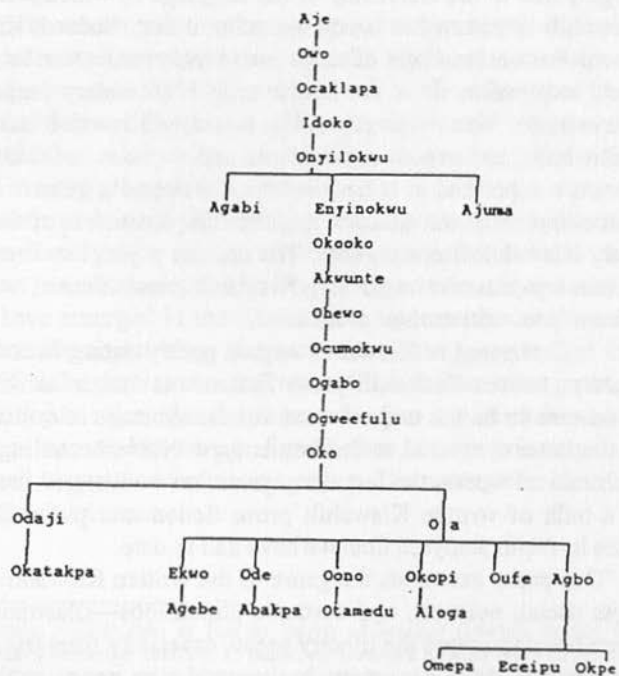 Aje
Owo
Ocaklapa
Idoko
Onyilokwu
Agabi Enjinokwu Ajuma
Okooko
Akwunte
Ohewo
Ocumokwu
Ogabo
Ogweefulu
Oko
Odaji
Okatakpa Ekwo Ode Oono Okopi Oufe Agbo
Agebe Abakpa Otamedu Aloga
Omepa Eceipu Okpe